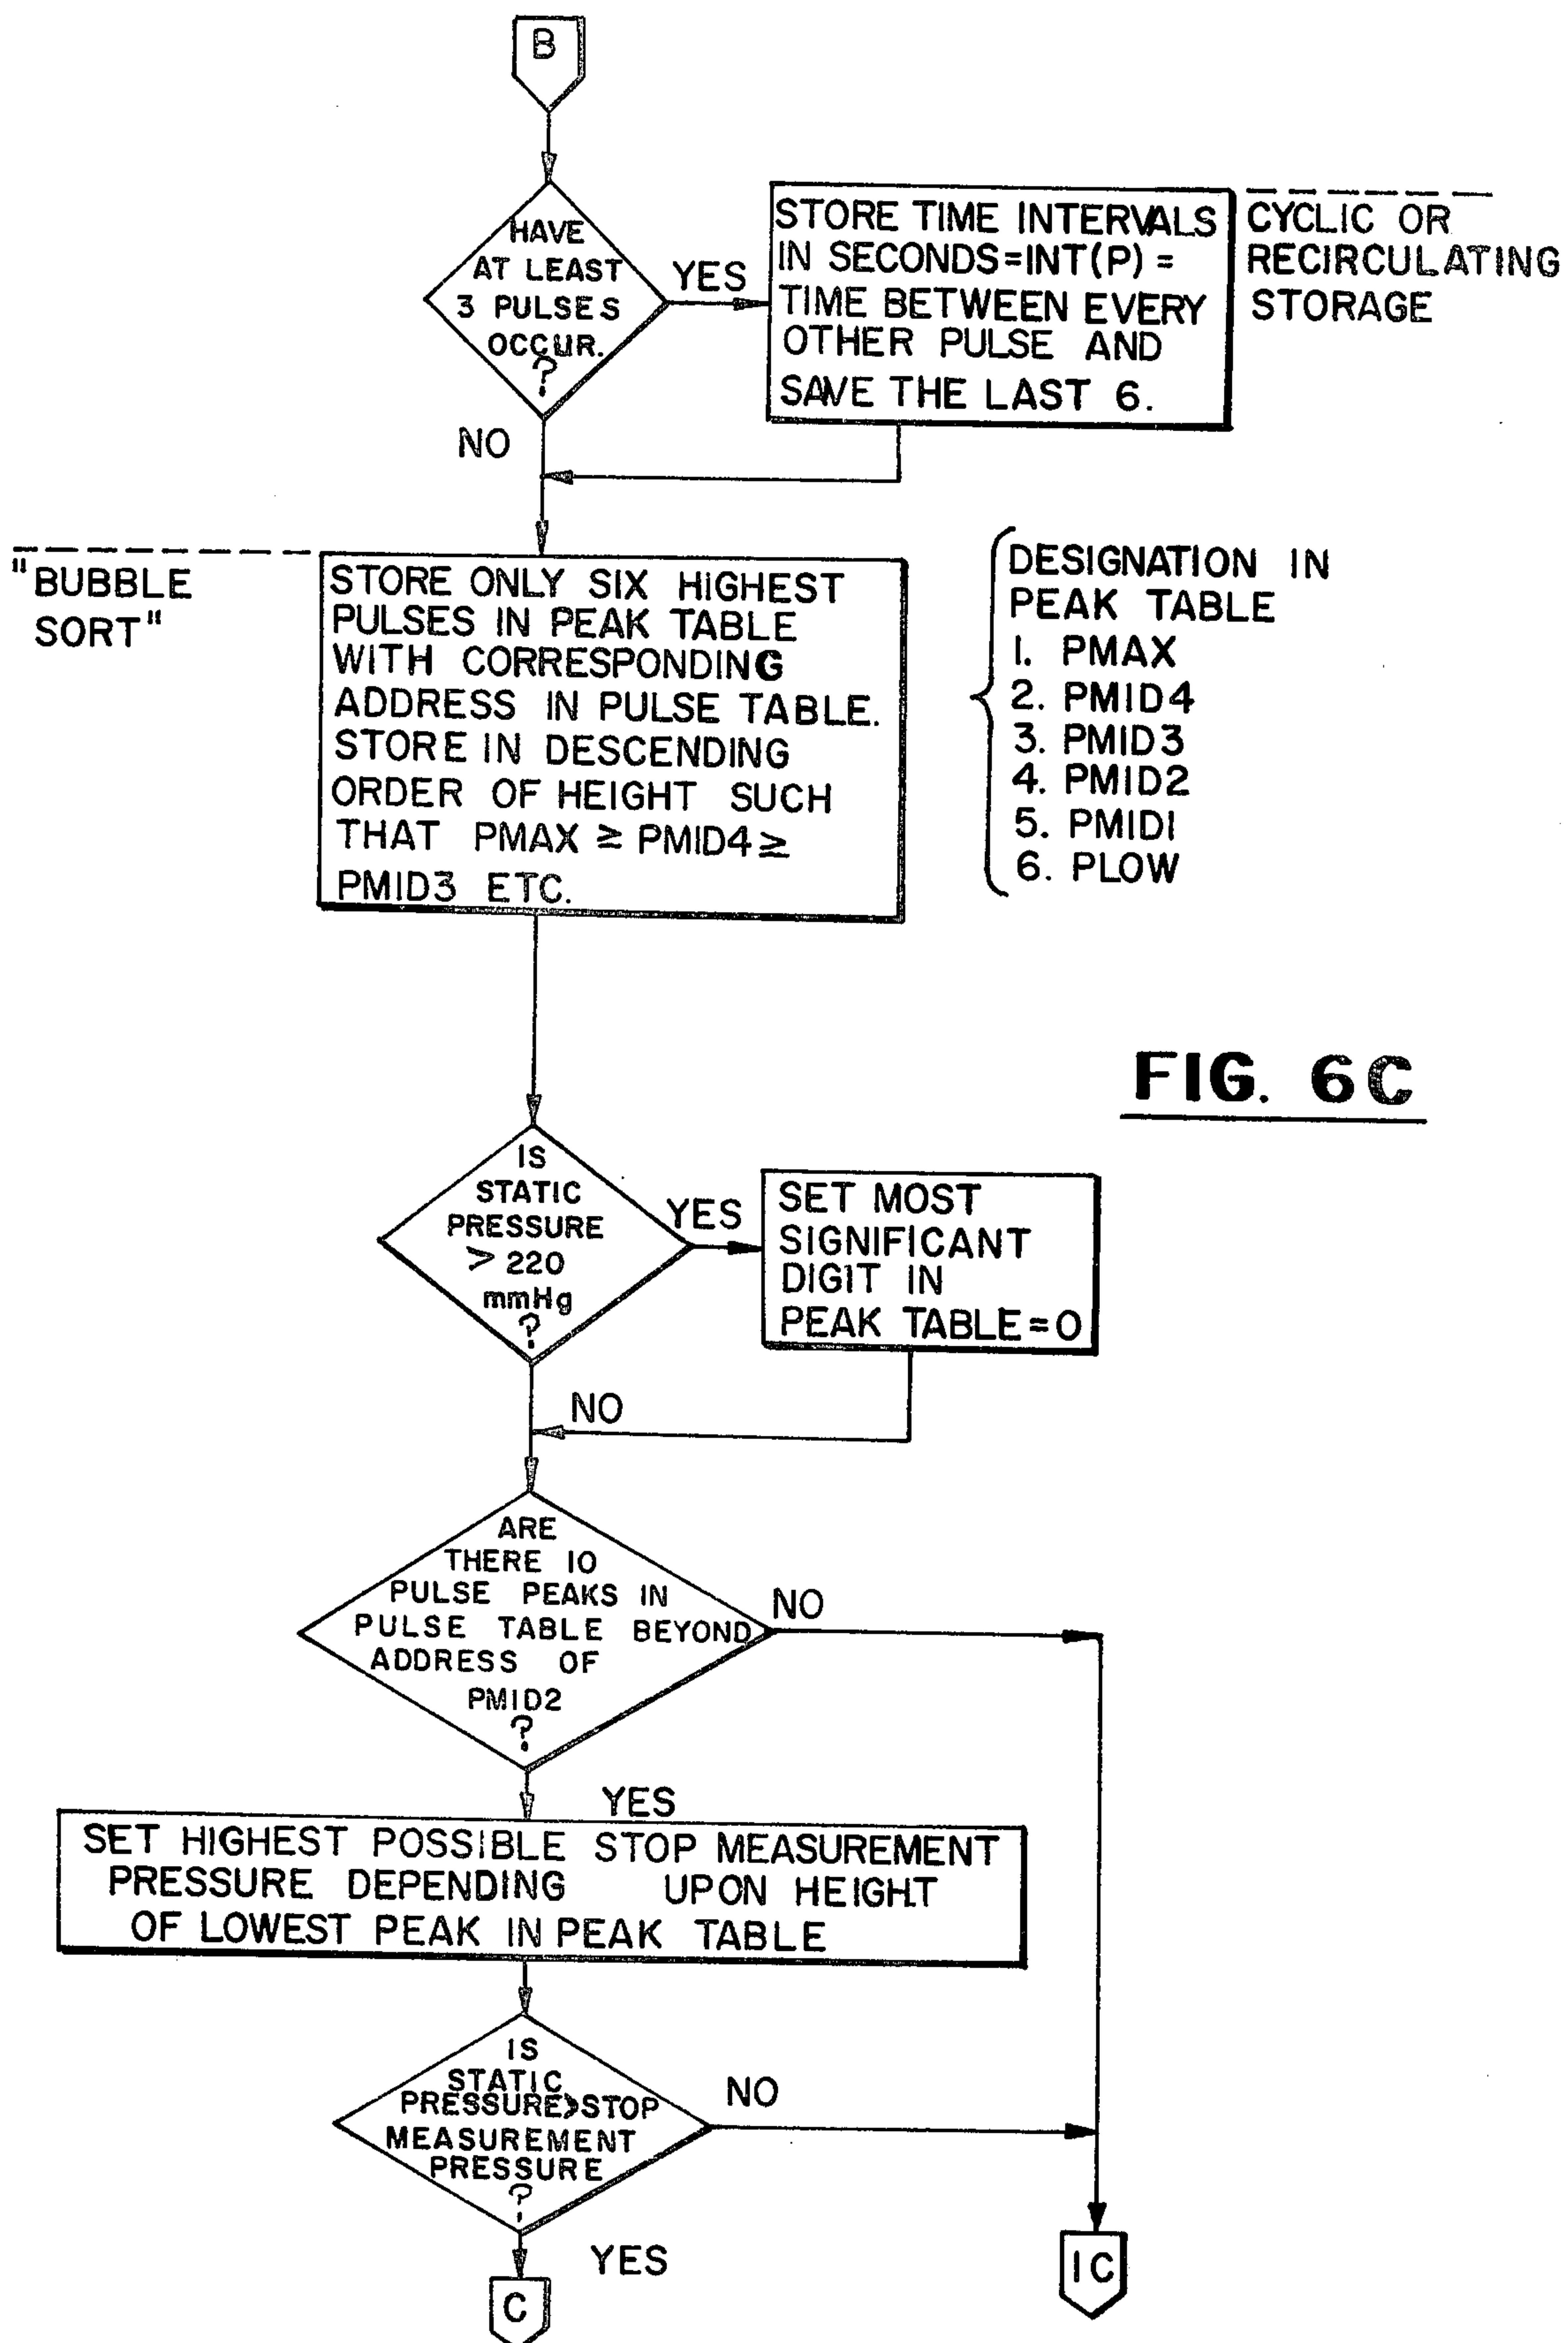 B
HAVE
AT LEAST
3 PULSES
OCCUR.
?
YES
NO
STORE TIME INTERVALS
IN SECONDS=INT(P) =
TIME BETWEEN EVERY
OTHER PULSE AND
SAVE THE LAST 6.
CYCLIC OR
RECIRCULATING
STORAGE
"BUBBLE
SORT"
STORE ONLY SIX HIGHEST
PULSES IN PEAK TABLE
WITH CORRESPONDING
ADDRESS IN PULSE TABLE.
STORE IN DESCENDING
ORDER OF HEIGHT SUCH
THAT PMAX ≥ PMID4 ≥
PMID3 ETC.
DESIGNATION IN
PEAK TABLE
1. PMAX
2. PMID4
3. PMID3
4. PMID2
5. PMID1
6. PLOW
FIG. 6C
IS
STATIC
PRESSURE
> 220
mmHg
?
YES
NO
SET MOST
SIGNIFICANT
DIGIT IN
PEAK TABLE = 0
ARE
THERE 10
PULSE PEAKS IN
PULSE TABLE BEYOND
ADDRESS OF
PMID2
?
NO
YES
SET HIGHEST POSSIBLE STOP MEASUREMENT
PRESSURE DEPENDING UPON HEIGHT
OF LOWEST PEAK IN PEAK TABLE
IS
STATIC
PRESSURE>STOP
MEASUREMENT
PRESSURE
?
NO
YES
C
1C